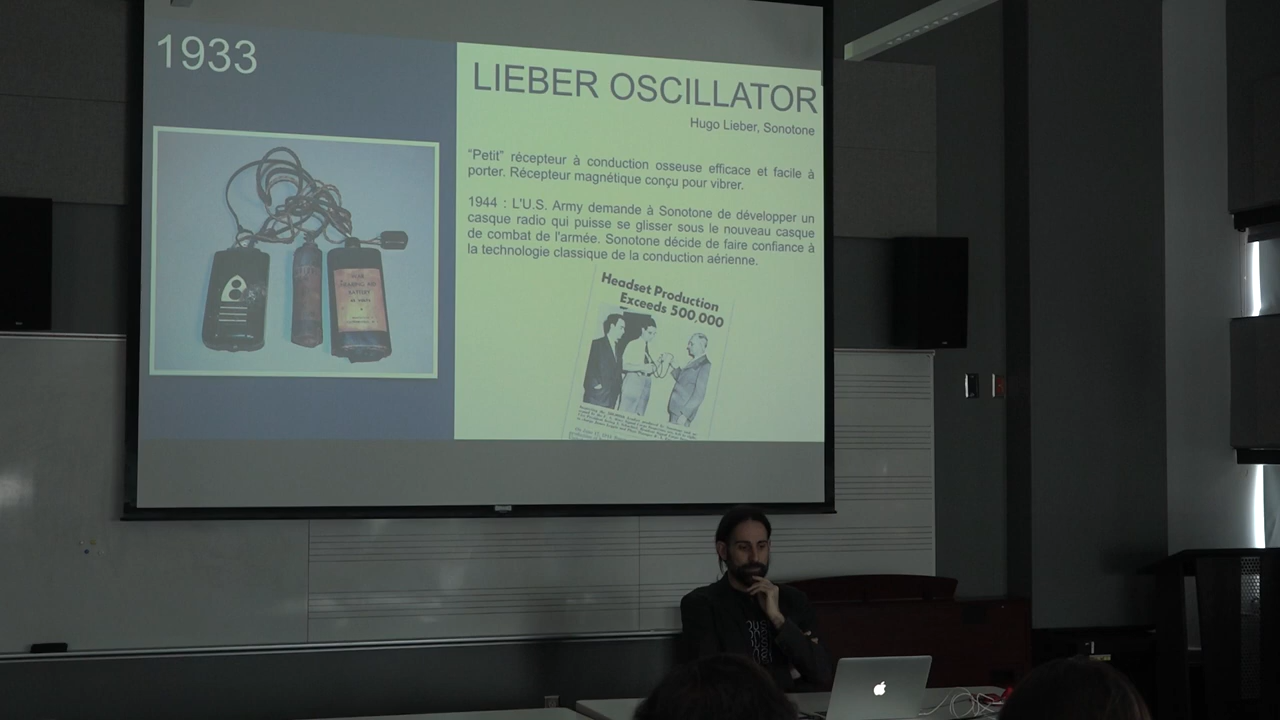 1933
LIEBER OSCILLATOR
Hugo Lieber, Sonotone
“Petit” récepteur à conduction osseuse efficace et facile à
porter. Récepteur magnétique conçu pour vibrer.
1944 : L'U.S. Army demande à Sonotone de développer un
casque radio qui puisse se glisser sous le nouveau casque
de combat de l'armée. Sonotone décide de faire confiance à
la technologie classique de la conduction aérienne.
Headset Production
Exceeds 500,000